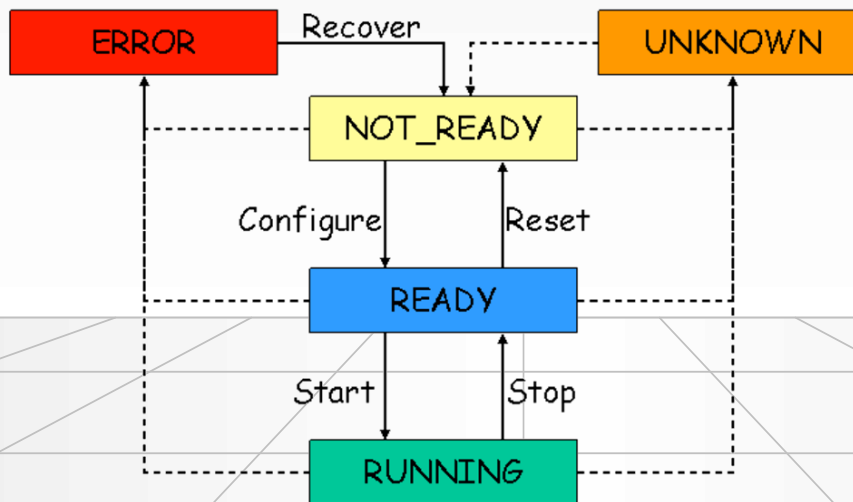 Recover
ERROR
UNKNOWN
NOT_READY
Configure
Reset
READY
Start
Stop
RUNNING